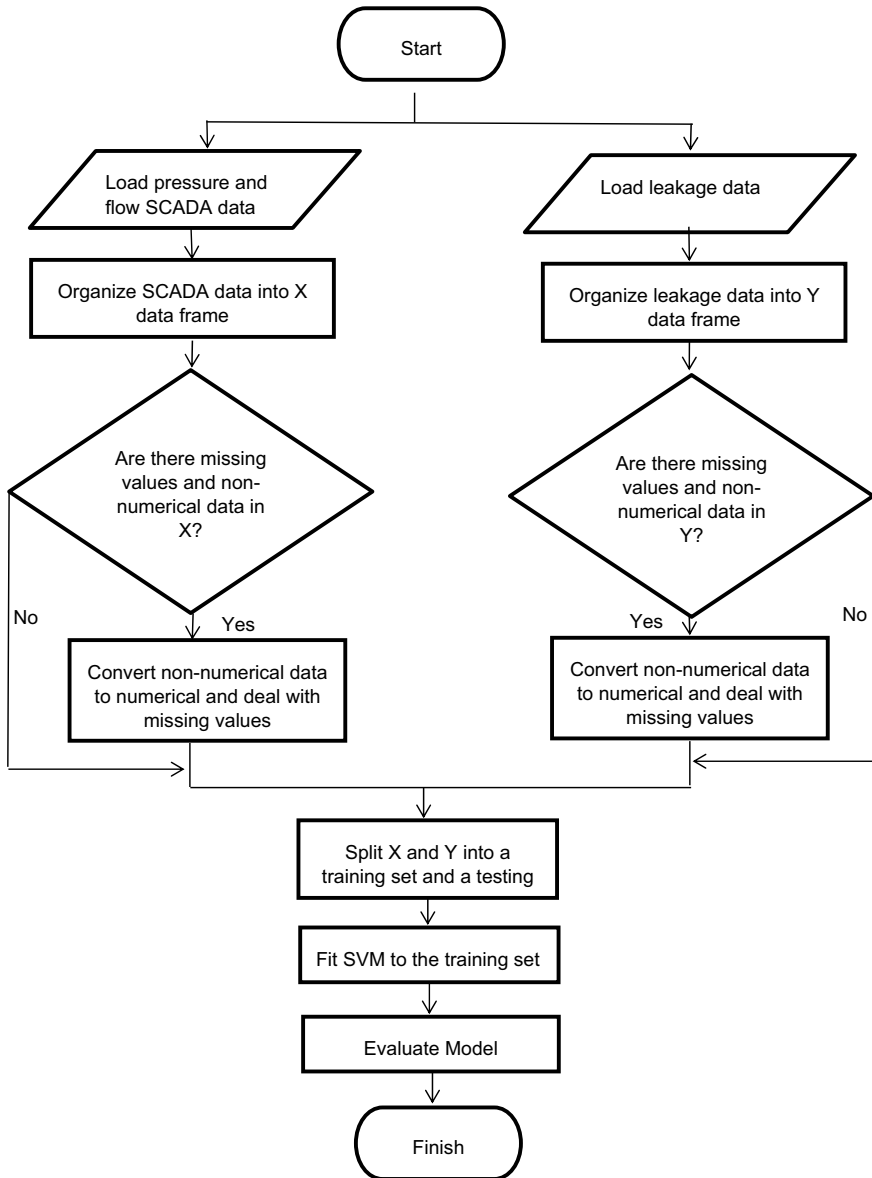 Start
Load pressure and
flow SCADA data
Load leakage data
Organize SCADA data into X
data frame
Organize leakage data into Y
data frame
Are there missing
values and non-
numerical data in
X?
Are there missing
values and non-
numerical data in
Y?
No
Yes
Yes
No
Convert non-numerical data
to numerical and deal with
missing values
Convert non-numerical data
to numerical and deal with
missing values
Split X and Y into a
training set and a testing
Fit SVM to the training set
Evaluate Model
Finish